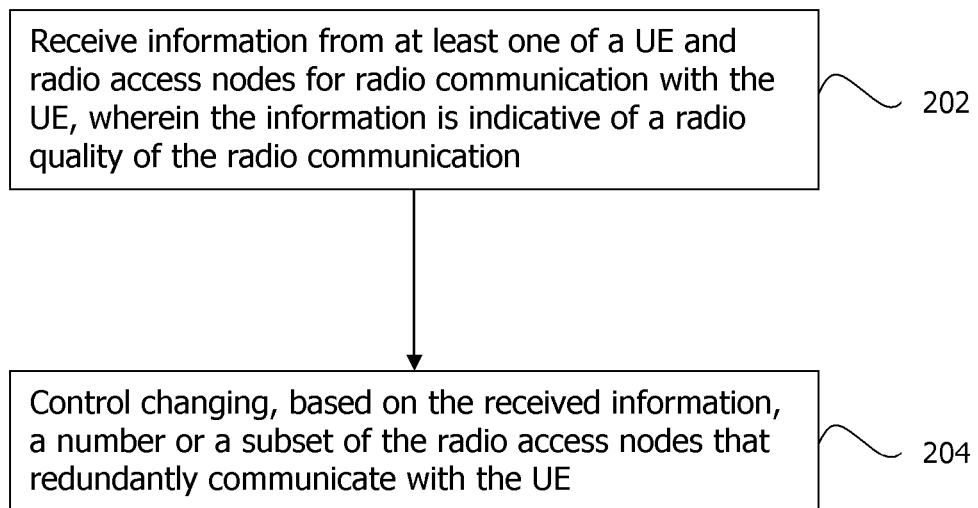 Receive information from at least one of a UE and
radio access nodes for radio communication with the
UE, wherein the information is indicative of a radio
quality of the radio communication
202
Control changing, based on the received information,
a number or a subset of the radio access nodes that
redundantly communicate with the UE
204